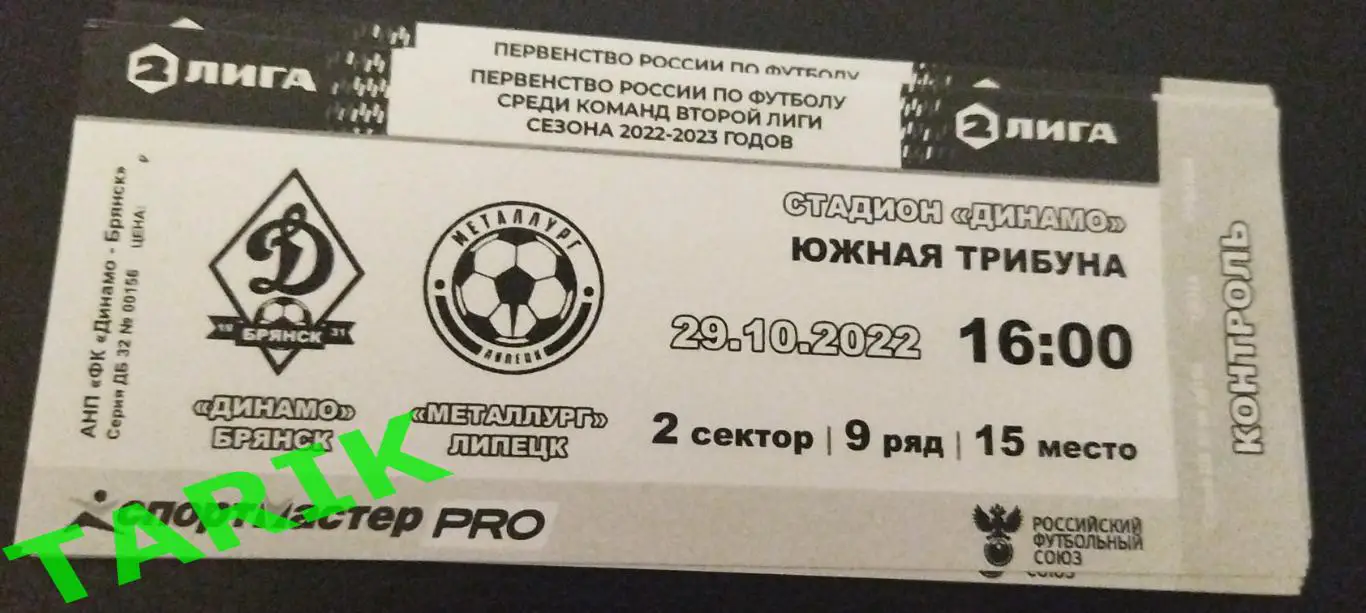 2 ЛИГА
ПЕРВЕНСТВО РОССИИ ПО ФУТБОЛУ
ПЕРВЕНСТВО РОССИИ ПО ФУТБОЛУ
СРЕДИ КОМАНД ВТОРОЙ ЛИГИ
СЕЗОНА 2022-2023 ГОДОВ
2 ЛИГА
АНП «ФК «Динамо - Брянск»
Серия ДБ 32 № 00156 ЦЕНА:
Д
19 БРЯНСК 31
МЕТАЛЛУРГ
ЛИПЕЦК
«ДИНАМО»
БРЯНСК
«МЕТАЛЛУРГ»
ЛИПЕЦК
СТАДИОН «ДИНАМО»
ЮЖНАЯ ТРИБУНА
29.10.2022 16:00
2 сектор | 9 ряд | 15 место
КОНТРОЛЬ
спортмастер PRO
РОССИЙСКИЙ
ФУТБОЛЬНЫЙ
СОЮЗ
СОЮЗ
TARIK